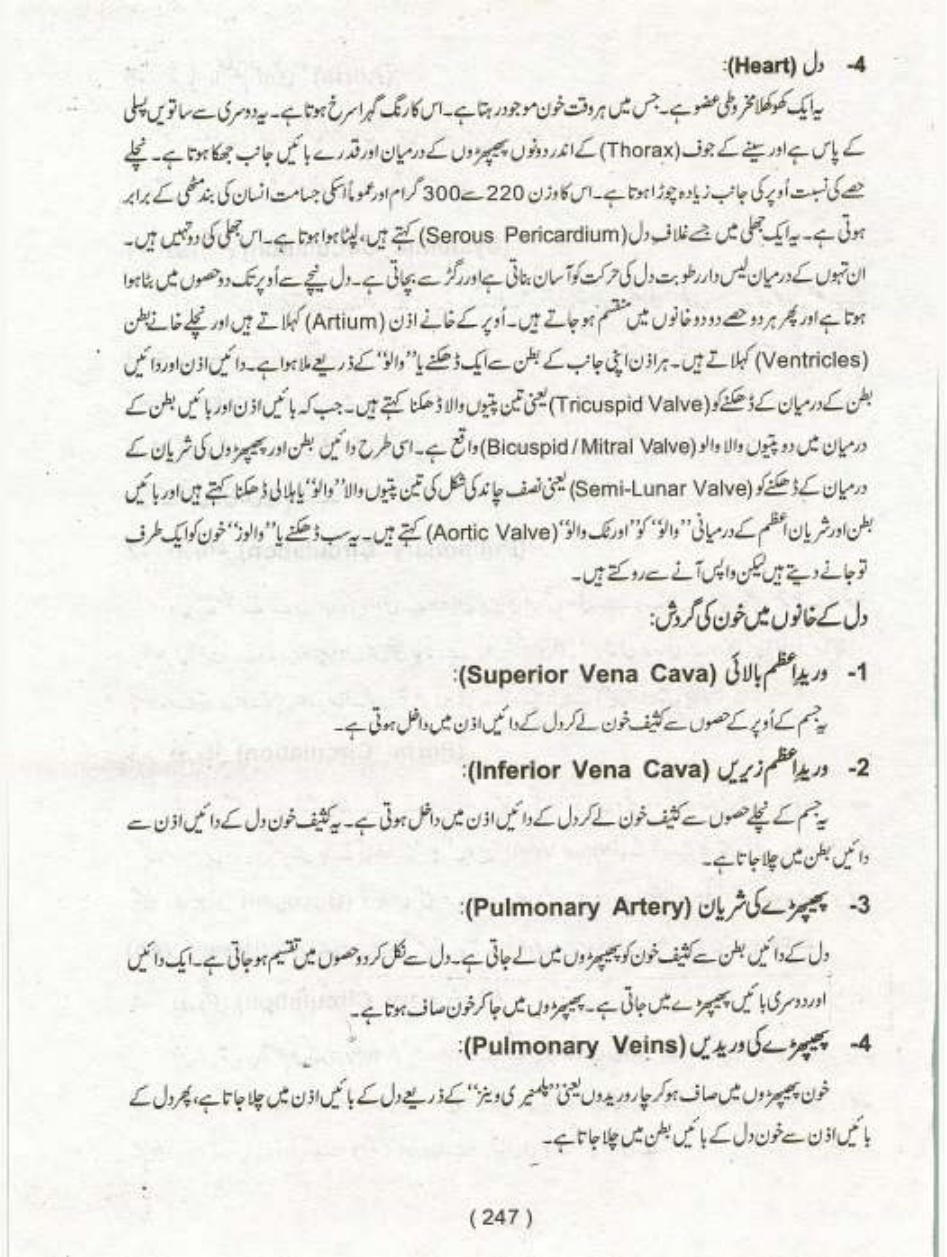 4- دل (Heart):
یہ ایک کھوکھلا مخروطی عضو ہے۔ جس میں ہر وقت خون موجود رہتا ہے۔ اس کا رنگ گہرا سرخ ہوتا ہے۔ یہ دوسری سے ساتویں پسلی
کے پاس ہے اور سینے کے جوف (Thorax) کے اندر دونوں پھیپھڑوں کے درمیان اور قدرے بائیں جانب جھکا ہوتا ہے۔ نچلے
حصے کی نسبت اُوپر کی جانب زیادہ چوڑا ہوتا ہے۔ اس کا وزن 220 سے 300 گرام اور عموماً اسکی جسامت انسان کی بند مٹھی کے برابر
ہوتی ہے۔ یہ ایک جھلی میں جسے غلافِ دل (Serous Pericardium) کہتے ہیں، لپٹا ہوا ہوتا ہے۔ اس جھلی کی دو تہیں ہیں۔
ان تہوں کے درمیان لیس دار رطوبت دل کی حرکت کو آسان بناتی ہے اور رگڑ سے بچاتی ہے۔ دل نیچے سے اُوپر تک دو حصوں میں بٹا ہوا
ہوتا ہے اور پھر ہر دو حصے دو دو خانوں میں منقسم ہو جاتے ہیں۔ اُوپر کے خانے اذن (Artium) کہلاتے ہیں اور نچلے خانے بطن
(Ventricles) کہلاتے ہیں۔ ہر اذن اپنی جانب کے بطن سے ایک ڈھکنے یا "والو" کے ذریعے ملا ہوا ہے۔ دائیں اذن اور دائیں
بطن کے درمیان کے ڈھکنے کو (Tricuspid Valve) یعنی تین پتیوں والا ڈھکنا کہتے ہیں۔ جب کہ بائیں اذن اور بائیں بطن کے
درمیان میں دو پتیوں والا والو (Bicuspid / Mitral Valve) واقع ہے۔ اسی طرح دائیں بطن اور پھیپھڑوں کی شریان کے
درمیان کے ڈھکنے کو (Semi-Lunar Valve) یعنی نصف چاند کی شکل کی تین پتیوں والا "والو" یا ہلالی ڈھکنا کہتے ہیں اور بائیں
بطن اور شریانِ اعظم کے درمیانی "والو" کو "اورٹک والو" (Aortic Valve) کہتے ہیں۔ یہ سب ڈھکنے یا "والوز" خون کو ایک طرف
تو جانے دیتے ہیں لیکن واپس آنے سے روکتے ہیں۔
دل کے خانوں میں خون کی گردش:
1- وریدِ اعظم بالائی (Superior Vena Cava):
یہ جسم کے اُوپر کے حصوں سے کثیف خون لے کر دل کے دائیں اذن میں داخل ہوتی ہے۔
2- وریدِ اعظم زیریں (Inferior Vena Cava):
یہ جسم کے نچلے حصوں سے کثیف خون لے کر دل کے دائیں اذن میں داخل ہوتی ہے۔ یہ کثیف خون دل کے دائیں اذن سے
دائیں بطن میں چلا جاتا ہے۔
3- پھیپھڑے کی شریان (Pulmonary Artery):
دل کے دائیں بطن سے کثیف خون کو پھیپھڑوں میں لے جاتی ہے۔ دل سے نکل کر دو حصوں میں تقسیم ہو جاتی ہے۔ ایک دائیں
اور دوسری بائیں پھیپھڑے میں جاتی ہے۔ پھیپھڑوں میں جا کر خون صاف ہوتا ہے۔
4- پھیپھڑے کی وریدیں (Pulmonary Veins):
خون پھیپھڑوں میں صاف ہو کر چار وریدوں یعنی "پلمنیری وینز" کے ذریعے دل کے بائیں اذن میں چلا جاتا ہے، پھر دل کے
بائیں اذن سے خون دل کے بائیں بطن میں چلا جاتا ہے۔
(247)